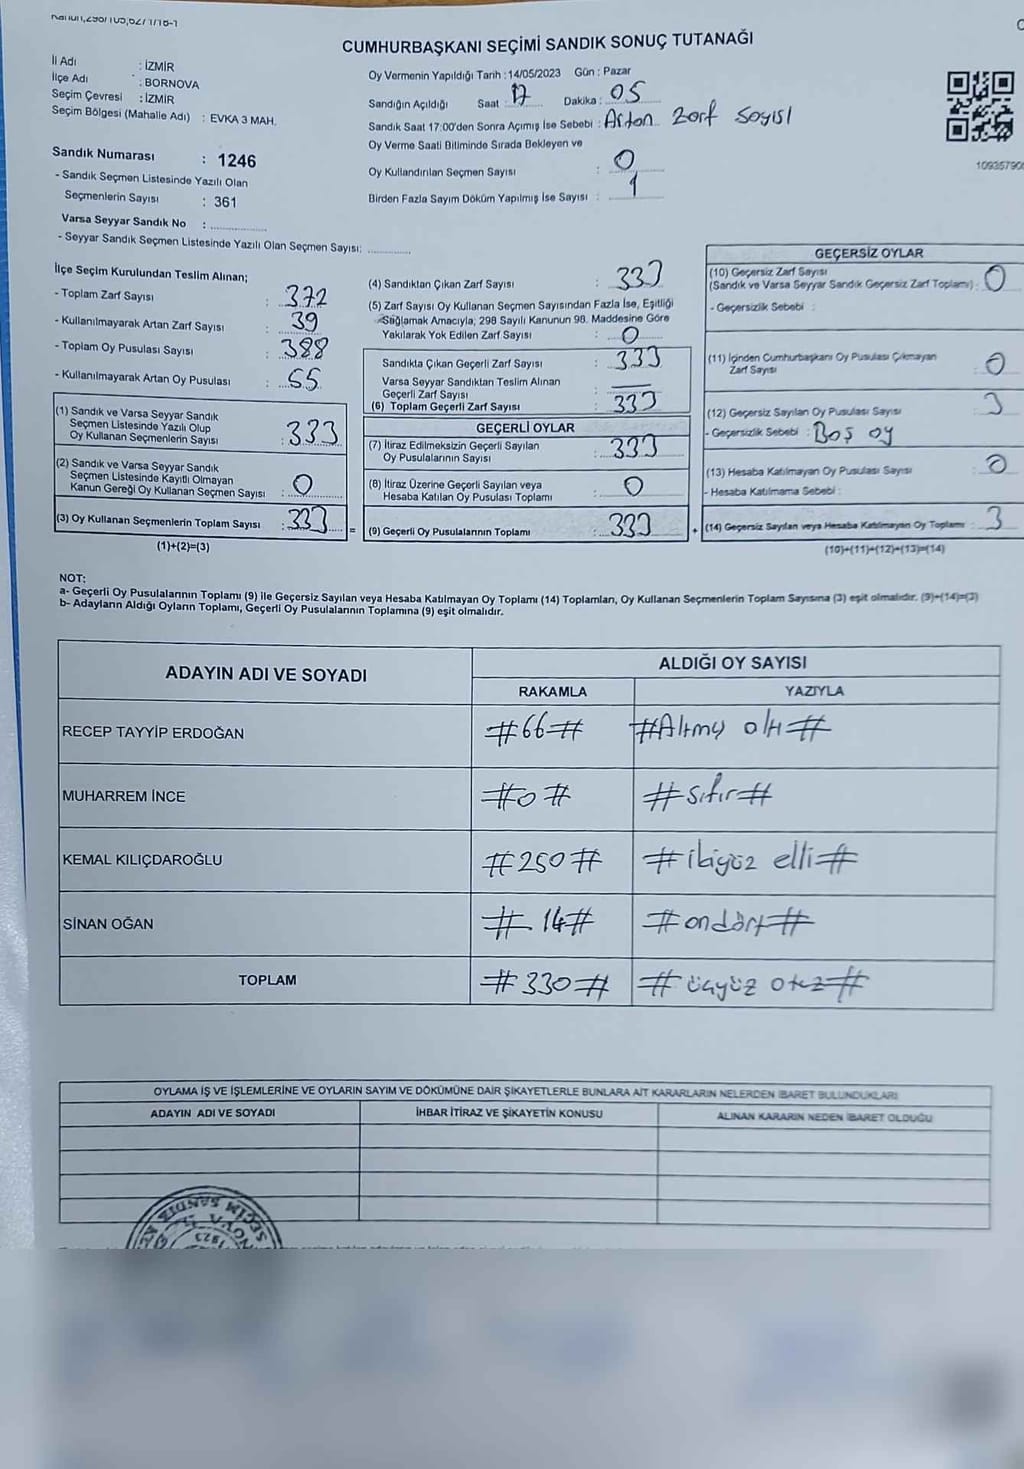 CUMHURBAŞKANI SEÇİMİ SANDIK SONUÇ TUTANAĞI
İl Adı : İZMİR
İlçe Adı : BORNOVA
Seçim Çevresi : İZMİR
Seçim Bölgesi (Mahalle Adı) : EVKA 3 MAH.
Sandık Numarası : 1246
- Sandık Seçmen Listesinde Yazılı Olan
Seçmenlerin Sayısı : 361
Varsa Seyyar Sandık No :
- Seyyar Sandık Seçmen Listesinde Yazılı Olan Seçmen Sayısı:
Oy Vermenin Yapıldığı Tarih : 14/05/2023 Gün : Pazar
Sandığın Açıldığı Saat : 17 Dakika : 05
Sandık Saat 17:00'den Sonra Açımış İse Sebebi : Artan Zarf Sayısı
Oy Verme Saati Bitiminde Sırada Bekleyen ve
Oy Kullandırılan Seçmen Sayısı : 0
Birden Fazla Sayım Döküm Yapılmış İse Sayısı : 1
İlçe Seçim Kurulundan Teslim Alınan;
- Toplam Zarf Sayısı : 372
- Kullanılmayarak Artan Zarf Sayısı : 39
- Toplam Oy Pusulası Sayısı : 388
- Kullanılmayarak Artan Oy Pusulası : 55
(1) Sandık ve Varsa Seyyar Sandık
Seçmen Listesinde Yazılı Olup
Oy Kullanan Seçmenlerin Sayısı : 333
(2) Sandık ve Varsa Seyyar Sandık
Seçmen Listesinde Kayıtlı Olmayan
Kanun Gereği Oy Kullanan Seçmen Sayısı : 0
(3) Oy Kullanan Seçmenlerin Toplam Sayısı : 333 =
(1)+(2)=(3)
(4) Sandıktan Çıkan Zarf Sayısı : 333
(5) Zarf Sayısı Oy Kullanan Seçmen Sayısından Fazla İse, Eşitliği
Sağlamak Amacıyla, 298 Sayılı Kanunun 98. Maddesine Göre
Yakılarak Yok Edilen Zarf Sayısı : 0
Sandıkta Çıkan Geçerli Zarf Sayısı : 333
Varsa Seyyar Sandıktan Teslim Alınan
Geçerli Zarf Sayısı :
(6) Toplam Geçerli Zarf Sayısı : 333
GEÇERLİ OYLAR
(7) İtiraz Edilmeksizin Geçerli Sayılan
Oy Pusulalarının Sayısı : 333
(8) İtiraz Üzerine Geçerli Sayılan veya
Hesaba Katılan Oy Pusulası Toplamı : 0
(9) Geçerli Oy Pusulalarının Toplamı : 333 +
GEÇERSİZ OYLAR
(10) Geçersiz Zarf Sayısı
(Sandık ve Varsa Seyyar Sandık Geçersiz Zarf Toplamı) : 0
- Geçersizlik Sebebi :
(11) İçinden Cumhurbaşkanı Oy Pusulası Çıkmayan
Zarf Sayısı : 0
(12) Geçersiz Sayılan Oy Pusulası Sayısı : 3
- Geçersizlik Sebebi : Boş oy
(13) Hesaba Katılmayan Oy Pusulası Sayısı : 0
- Hesaba Katılmama Sebebi :
(14) Geçersiz Sayılan veya Hesaba Katılmayan Oy Toplamı : 3
(10)+(11)+(12)+(13)=(14)
NOT:
a- Geçerli Oy Pusulalarının Toplamı (9) ile Geçersiz Sayılan veya Hesaba Katılmayan Oy Toplamı (14) Toplamları, Oy Kullanan Seçmenlerin Toplam Sayısına (3) eşit olmalıdır. (9)+(14)=(3)
b- Adayların Aldığı Oyların Toplamı, Geçerli Oy Pusulalarının Toplamına (9) eşit olmalıdır.
ADAYIN ADI VE SOYADI ALDIĞI OY SAYISI
RAKAMLA YAZIYLA
RECEP TAYYİP ERDOĞAN #66# #Altmış altı#
MUHARREM İNCE #0# #sıfır#
KEMAL KILIÇDAROĞLU #250# #ikiyüz elli#
SİNAN OĞAN #14# #ondört#
TOPLAM #330# #üçyüz otuz#
OYLAMA İŞ VE İŞLEMLERİNE VE OYLARIN SAYIM VE DÖKÜMÜNE DAİR ŞİKAYETLERLE BUNLARA AİT KARARLARIN NELERDEN İBARET BULUNDUKLARI
ADAYIN ADI VE SOYADI İHBAR İTİRAZ VE ŞİKAYETİN KONUSU ALINAN KARARIN NEDEN İBARET OLDUĞU